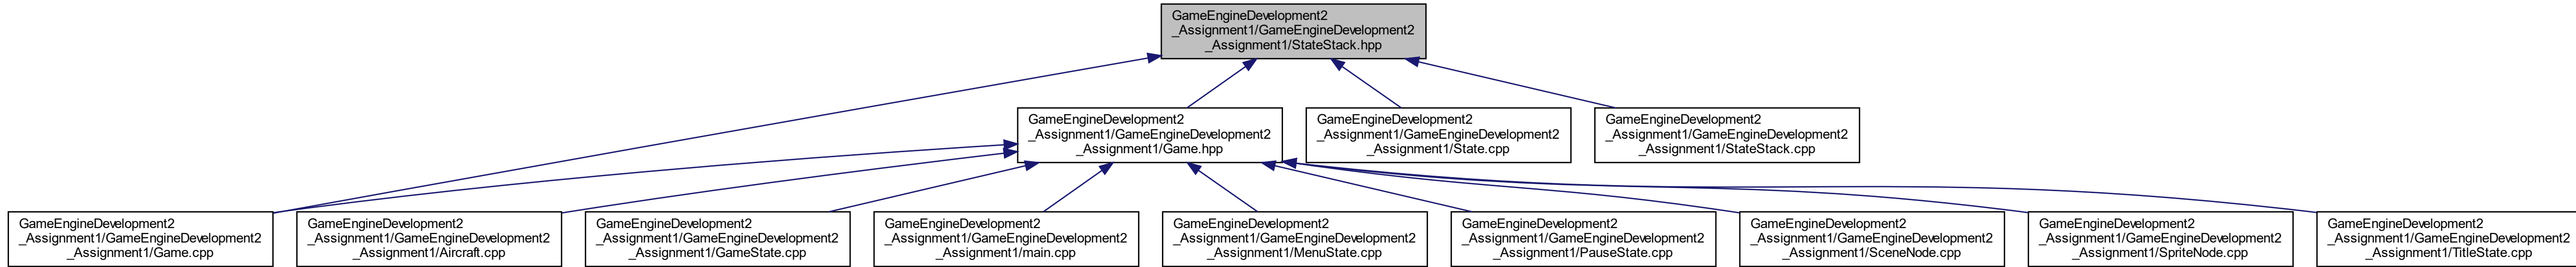 GameEngineDevelopment2
_Assignment1/GameEngineDevelopment2
_Assignment1/StateStack.hpp
GameEngineDevelopment2
_Assignment1/GameEngineDevelopment2
_Assignment1/Game.hpp
GameEngineDevelopment2
_Assignment1/GameEngineDevelopment2
_Assignment1/State.cpp
GameEngineDevelopment2
_Assignment1/GameEngineDevelopment2
_Assignment1/StateStack.cpp
GameEngineDevelopment2
_Assignment1/GameEngineDevelopment2
_Assignment1/Game.cpp
GameEngineDevelopment2
_Assignment1/GameEngineDevelopment2
_Assignment1/Aircraft.cpp
GameEngineDevelopment2
_Assignment1/GameEngineDevelopment2
_Assignment1/GameState.cpp
GameEngineDevelopment2
_Assignment1/GameEngineDevelopment2
_Assignment1/main.cpp
GameEngineDevelopment2
_Assignment1/GameEngineDevelopment2
_Assignment1/MenuState.cpp
GameEngineDevelopment2
_Assignment1/GameEngineDevelopment2
_Assignment1/PauseState.cpp
GameEngineDevelopment2
_Assignment1/GameEngineDevelopment2
_Assignment1/SceneNode.cpp
GameEngineDevelopment2
_Assignment1/GameEngineDevelopment2
_Assignment1/SpriteNode.cpp
GameEngineDevelopment2
_Assignment1/GameEngineDevelopment2
_Assignment1/TitleState.cpp